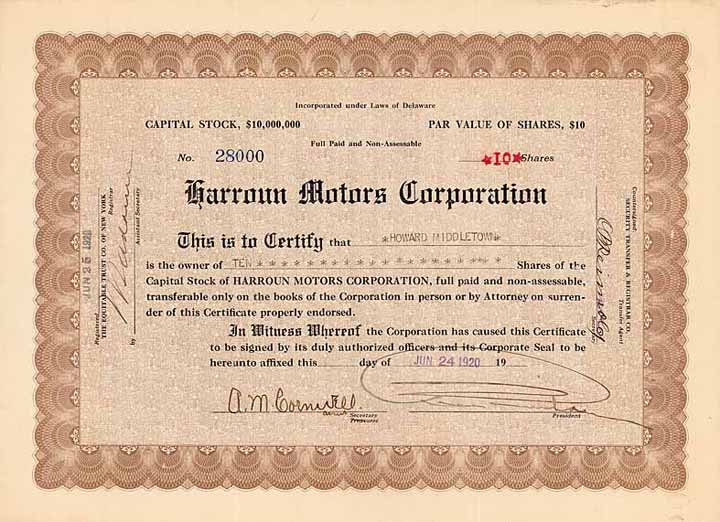 Incorporated under Laws of Delaware
CAPITAL STOCK, $10,000,000 PAR VALUE OF SHARES, $10
Full Paid and Non-Assessable
No. 28000 *10* Shares
Harroun Motors Corporation
This is to Certify that *HOWARD MIDDLETOWN*
is the owner of TEN * * * * * * * * * * * * * * * * * * * Shares of the
Capital Stock of HARROUN MOTORS CORPORATION, full paid and non-assessable,
transferable only on the books of the Corporation in person or by Attorney on surren-
der of this Certificate properly endorsed.
In Witness Whereof the Corporation has caused this Certificate
to be signed by its duly authorized officers and its Corporate Seal to be
hereunto affixed this day of JUN 24 1920 19
A. M. Cornwell
Secretary
Treasurer
President
JUN 25 1920
Registered
THE EQUITABLE TRUST CO. OF NEW YORK
Registrar
by
Assistant Secretary
Countersigned:
SECURITY TRANSFER & REGISTRAR CO.
Transfer Agent
Secretary